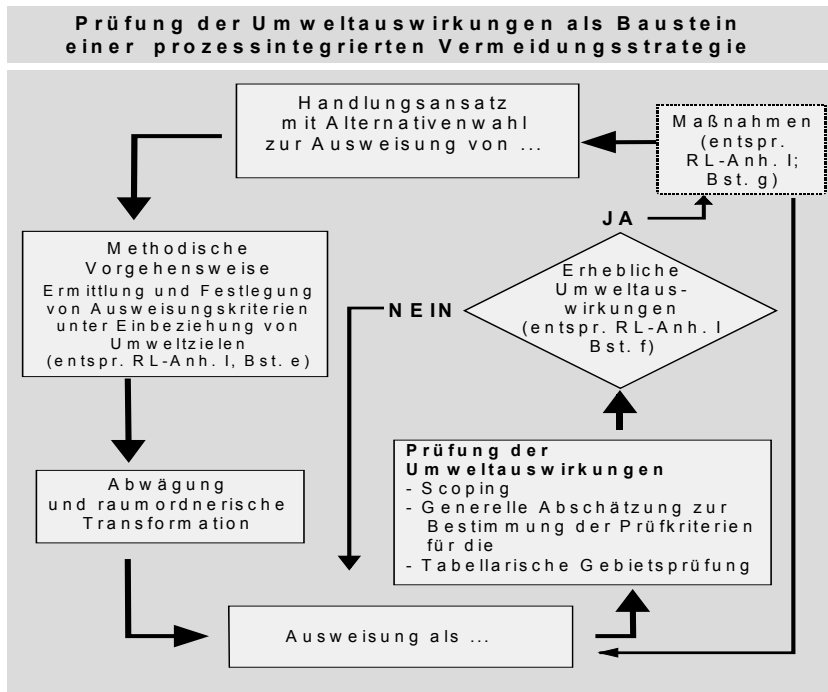 Prüfung der Umweltauswirkungen als Baustein
einer prozessintegrierten Vermeidungsstrategie
Handlungsansatz
mit Alternativenwahl
zur Ausweisung von ...
Maßnahmen
(entspr.
RL-Anh. I;
Bst. g)
JA
Methodische
Vorgehensweise
Ermittlung und Festlegung
von Ausweisungskriterien
unter Einbeziehung von
Umweltzielen
(entspr. RL-Anh. I, Bst. e)
NEIN
Erhebliche
Umweltaus-
wirkungen
(entspr. RL-Anh. I
Bst. f)
Abwägung
und raumordnerische
Transformation
Prüfung der
Umweltauswirkungen
- Scoping
- Generelle Abschätzung zur
Bestimmung der Prüfkriterien
für die
- Tabellarische Gebietsprüfung
Ausweisung als ...